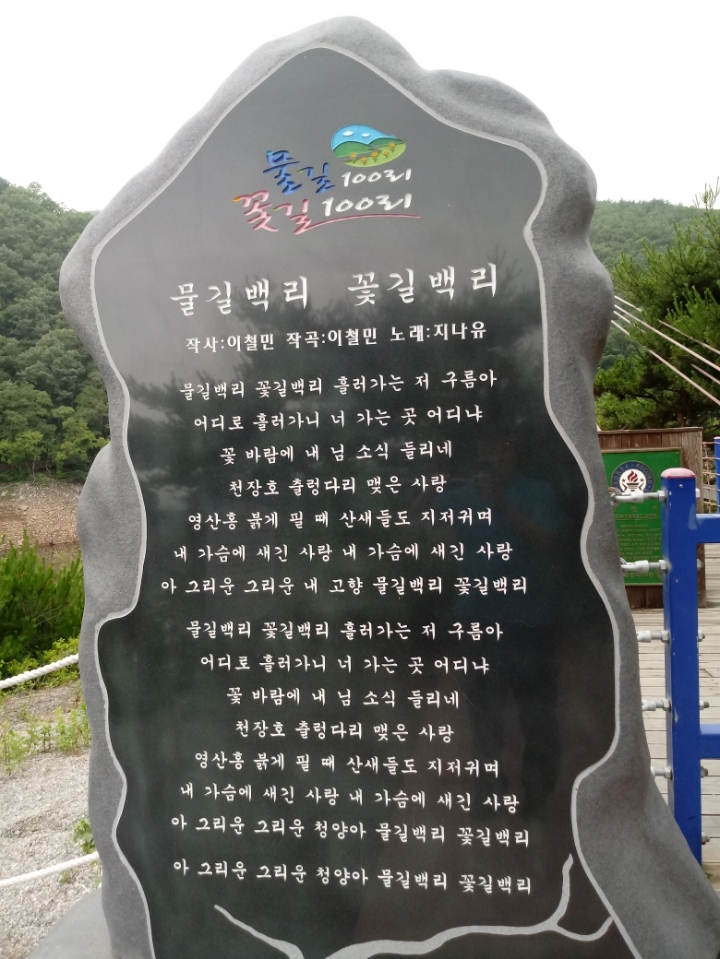 물길100리
꽃길100리
물길백리 꽃길백리
작사:이철민 작곡:이철민 노래:지나유
물길백리 꽃길백리 흘러가는 저 구름아
어디로 흘러가니 너 가는 곳 어디냐
꽃 바람에 내 님 소식 들리네
천장호 출렁다리 맺은 사랑
영산홍 붉게 필 때 산새들도 지저귀며
내 가슴에 새긴 사랑 내 가슴에 새긴 사랑
아 그리운 그리운 내 고향 물길백리 꽃길백리
물길백리 꽃길백리 흘러가는 저 구름아
어디로 흘러가니 너 가는 곳 어디냐
꽃 바람에 내 님 소식 들리네
천장호 출렁다리 맺은 사랑
영산홍 붉게 필 때 산새들도 지저귀며
내 가슴에 새긴 사랑 내 가슴에 새긴 사랑
아 그리운 그리운 청양아 물길백리 꽃길백리
아 그리운 그리운 청양아 물길백리 꽃길백리